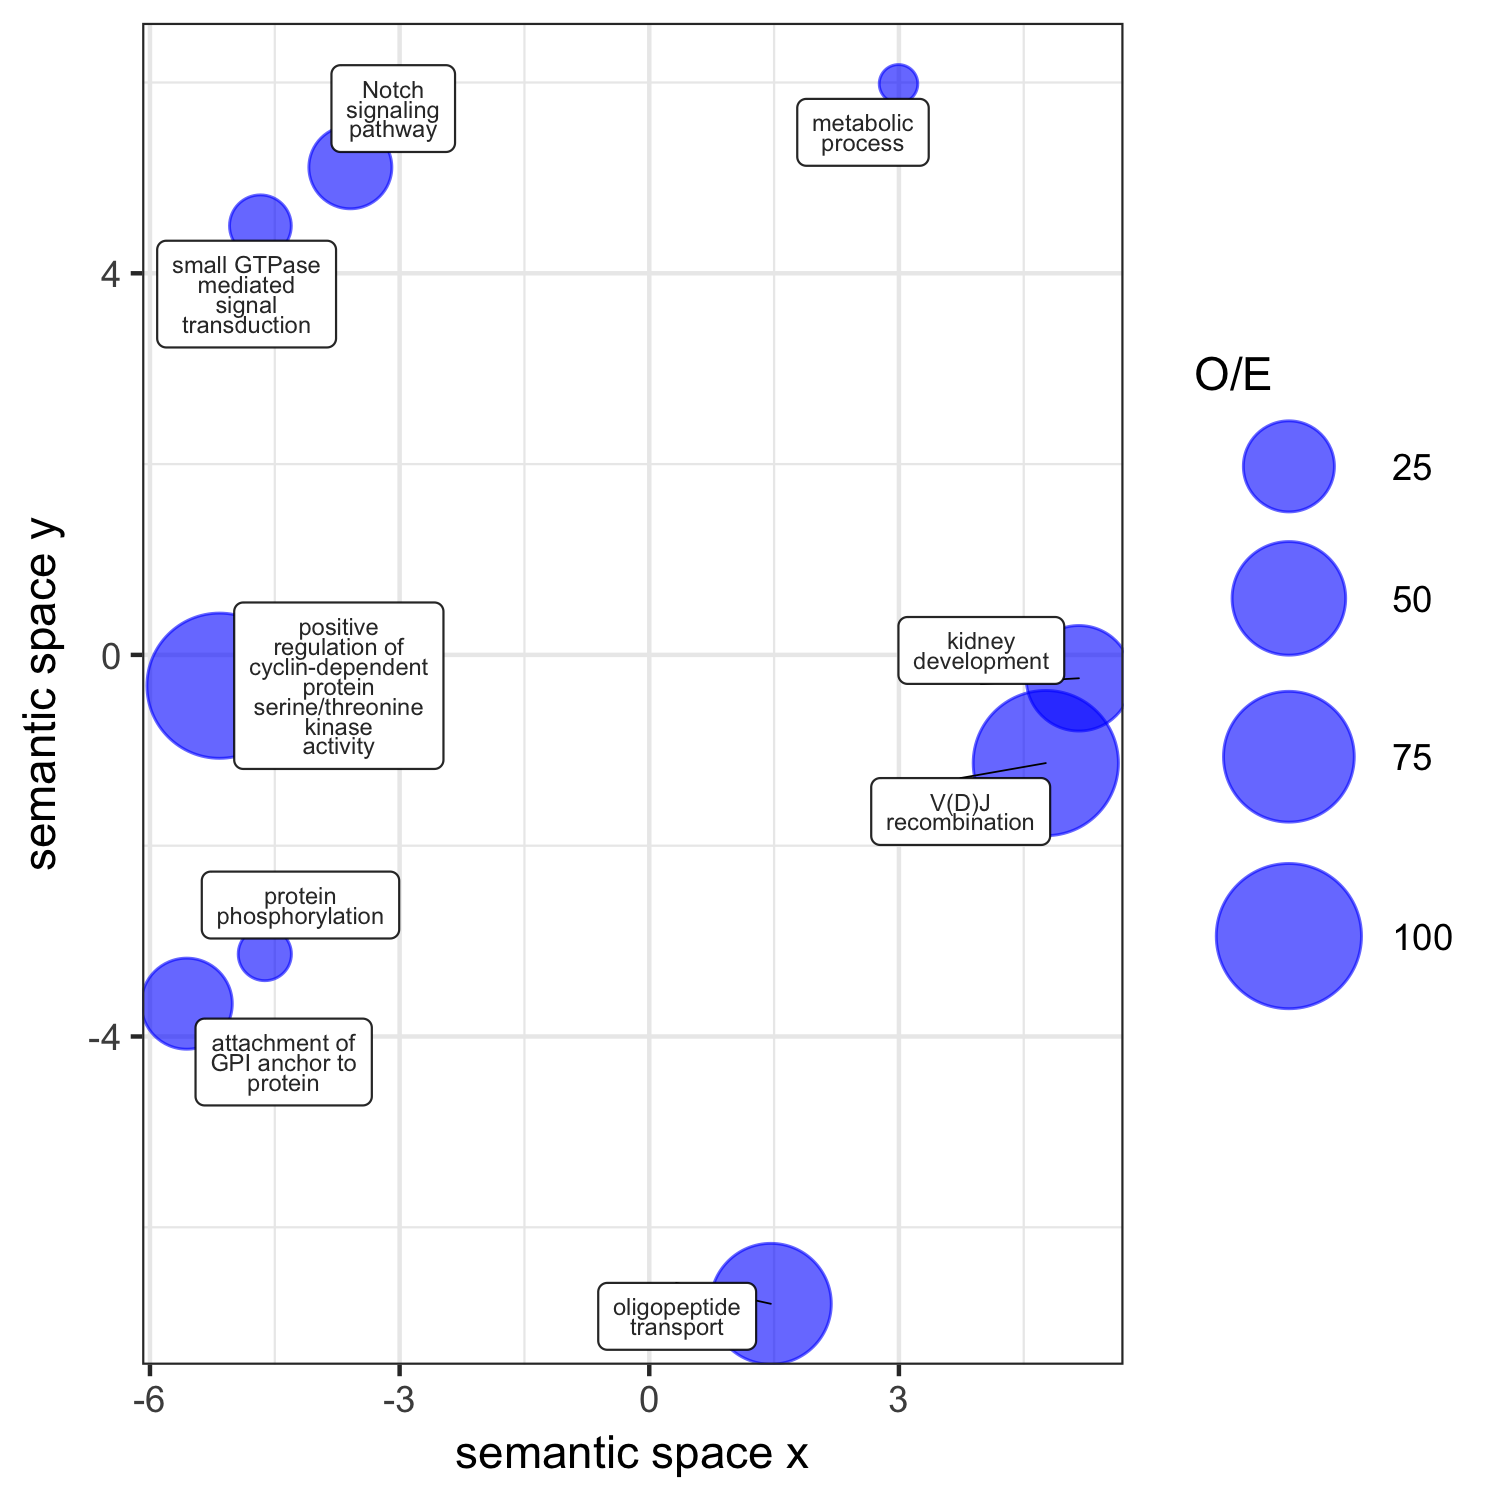 Notch
signaling
pathway
metabolic
process
small GTPase
mediated
signal
transduction
positive
regulation of
cyclin-dependent
protein
serine/threonine
kinase
activity
kidney
development
V(D)J
recombination
protein
phosphorylation
attachment of
GPI anchor to
protein
oligopeptide
transport
4
0
-4
semantic space y
-6
-3
0
3
semantic space x
O/E
25
50
75
100